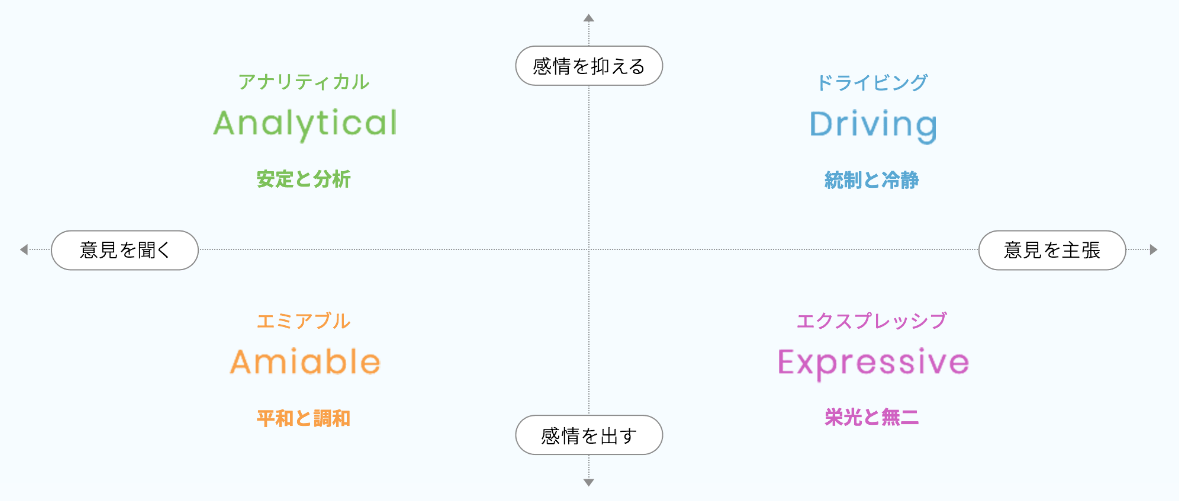 感情を抑える
アナリティカル
Analytical
安定と分析
ドライビング
Driving
統制と冷静
意見を聞く
意見を主張
エミアブル
Amiable
平和と調和
エクスプレッシブ
Expressive
栄光と無二
感情を出す